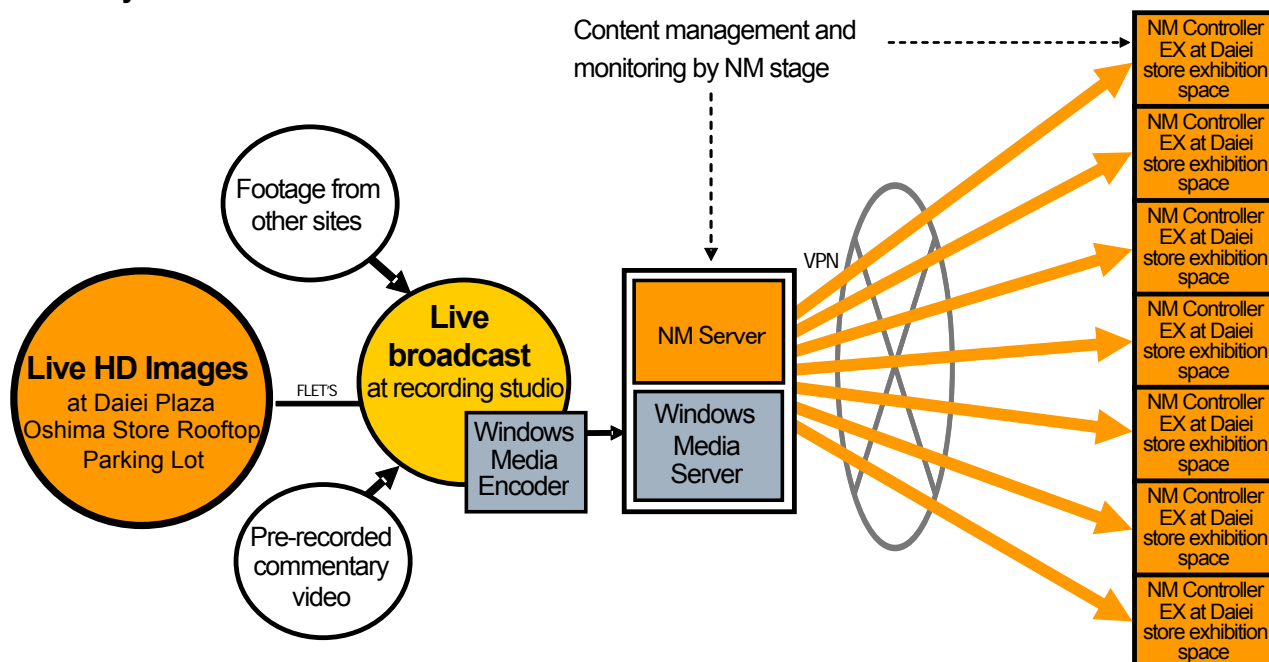 Content management and
monitoring by NM stage
Footage from
other sites
Live HD Images
at Daiei Plaza
Oshima Store Rooftop
Parking Lot
FLET'S
Live
broadcast
at recording studio
Windows
Media
Encoder
Pre-recorded
commentary
video
NM Server
Windows
Media
Server
VPN
NM Controller
EX at Daiei
store exhibition
space
NM Controller
EX at Daiei
store exhibition
space
NM Controller
EX at Daiei
store exhibition
space
NM Controller
EX at Daiei
store exhibition
space
NM Controller
EX at Daiei
store exhibition
space
NM Controller
EX at Daiei
store exhibition
space
NM Controller
EX at Daiei
store exhibition
space